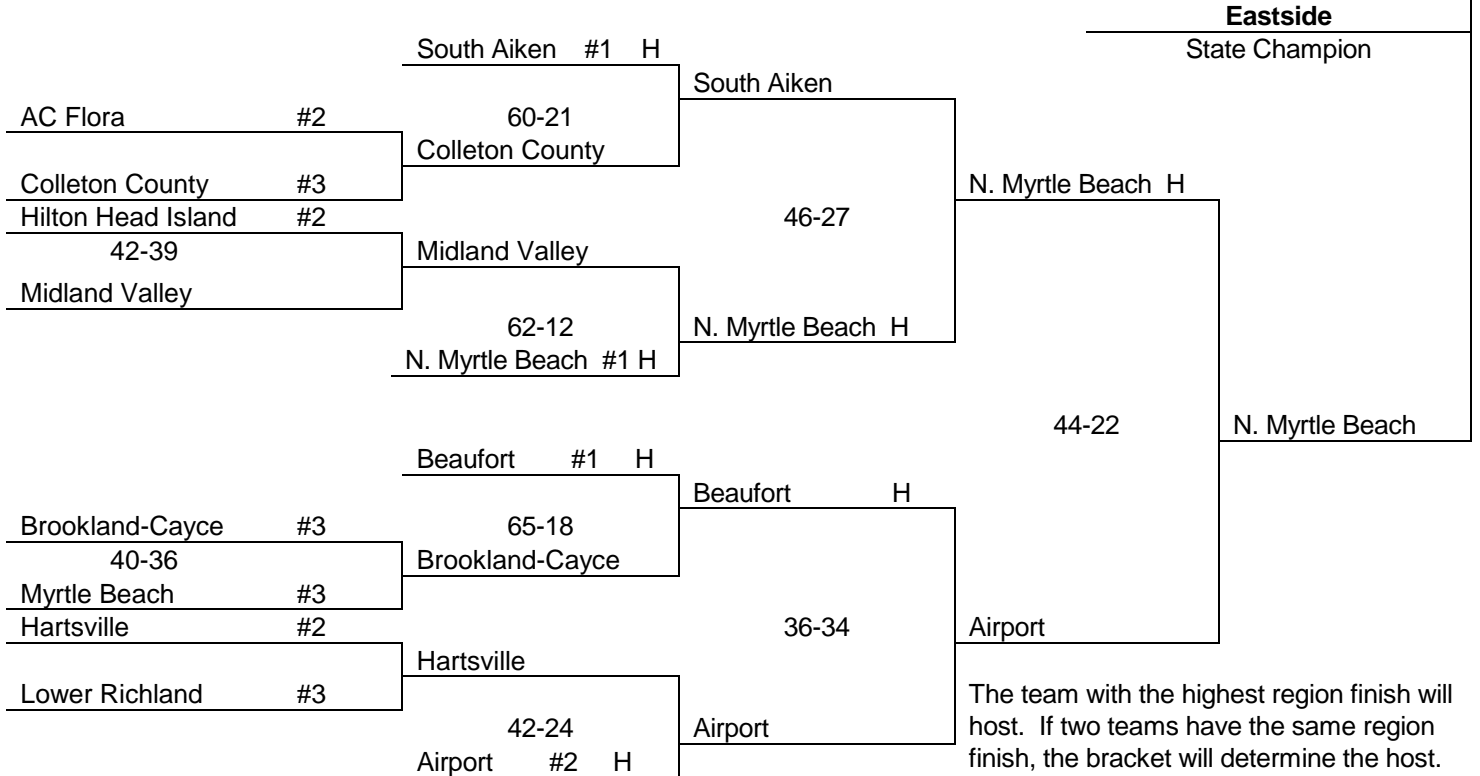 Eastside
State Champion
South Aiken #1 H
South Aiken
AC Flora #2
60-21
Colleton County
Colleton County #3
N. Myrtle Beach H
Hilton Head Island #2
46-27
42-39
Midland Valley
Midland Valley
62-12
N. Myrtle Beach H
N. Myrtle Beach #1 H
44-22
N. Myrtle Beach
Beaufort #1 H
Beaufort H
Brookland-Cayce #3
65-18
40-36
Brookland-Cayce
Myrtle Beach #3
Hartsville #2
36-34
Airport
Hartsville
Lower Richland #3
42-24
Airport
Airport #2 H
The team with the highest region finish will
host. If two teams have the same region
finish, the bracket will determine the host.